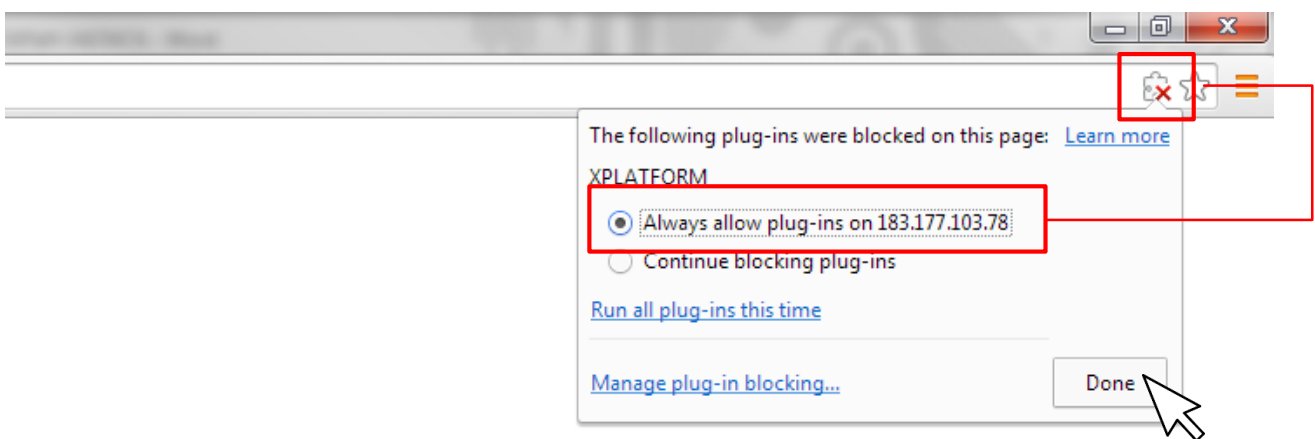 The following plug-ins were blocked on this page: Learn more
XPLATFORM
Always allow plug-ins on 183.177.103.78
Continue blocking plug-ins
Run all plug-ins this time
Manage plug-in blocking...
Done